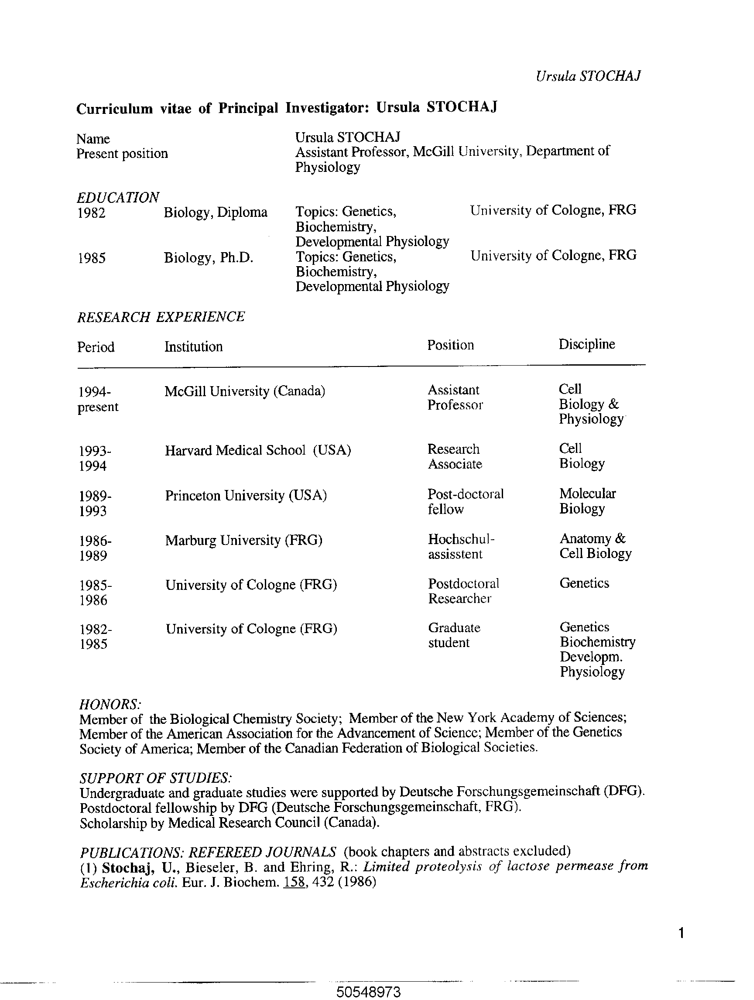 Ursula STOCHAJ
Curriculum vitae of Principal Investigator: Ursula STOCHAJ
Name Ursula STOCHAJ
Present position Assistant Professor, McGill University, Department of
Physiology
EDUCATION
1982 Biology, Diploma Topics: Genetics, University of Cologne, FRG
Biochemistry,
Developmental Physiology
1985 Biology, Ph.D. Topics: Genetics, University of Cologne, FRG
Biochemistry,
Developmental Physiology
RESEARCH EXPERIENCE
Period Institution Position Discipline
1994- McGill University (Canada) Assistant Cell
present Professor Biology &
Physiology
1993- Harvard Medical School (USA) Research Cell
1994 Associate Biology
1989- Princeton University (USA) Post-doctoral Molecular
1993 fellow Biology
1986- Marburg University (FRG) Hochschul- Anatomy &
1989 assisstent Cell Biology
1985- University of Cologne (FRG) Postdoctoral Genetics
1986 Researcher
1982- University of Cologne (FRG) Graduate Genetics
1985 student Biochemistry
Developm.
Physiology
HONORS:
Member of the Biological Chemistry Society; Member of the New York Academy of Sciences;
Member of the American Association for the Advancement of Science; Member of the Genetics
Society of America; Member of the Canadian Federation of Biological Societies.
SUPPORT OF STUDIES:
Undergraduate and graduate studies were supported by Deutsche Forschungsgemeinschaft (DFG).
Postdoctoral fellowship by DFG (Deutsche Forschungsgemeinschaft, FRG).
Scholarship by Medical Research Council (Canada).
PUBLICATIONS: REFEREED JOURNALS (book chapters and abstracts excluded)
(1) Stochaj, U., Bieseler, B. and Ehring, R.: Limited proteolysis of lactose permease from
Escherichia coli. Eur. J. Biochem. 158, 432 (1986)
1
50548973